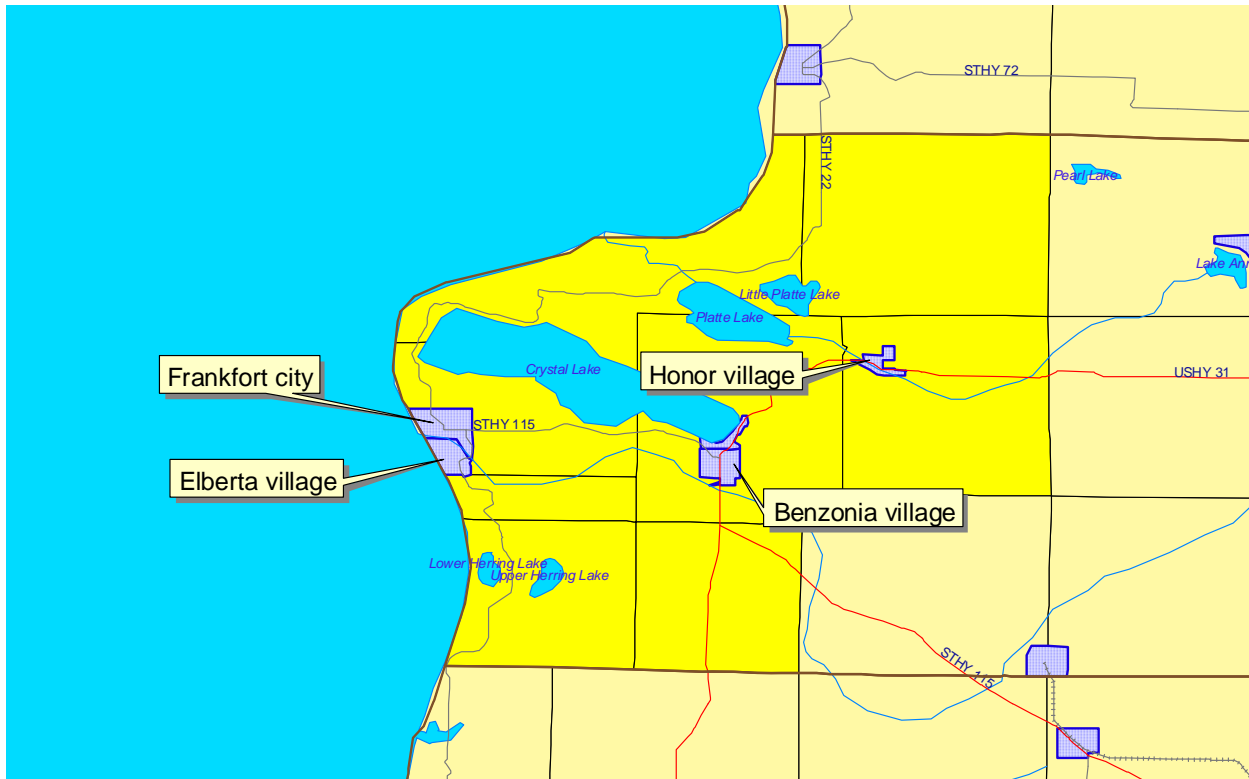 STHY 72
STHY 22
Pearl Lake
Lake Ann
Little Platte Lake
Platte Lake
Crystal Lake
Honor village
USHY 31
Frankfort city
STHY 115
Elberta village
Benzonia village
Lower Herring Lake
Upper Herring Lake
STHY 115